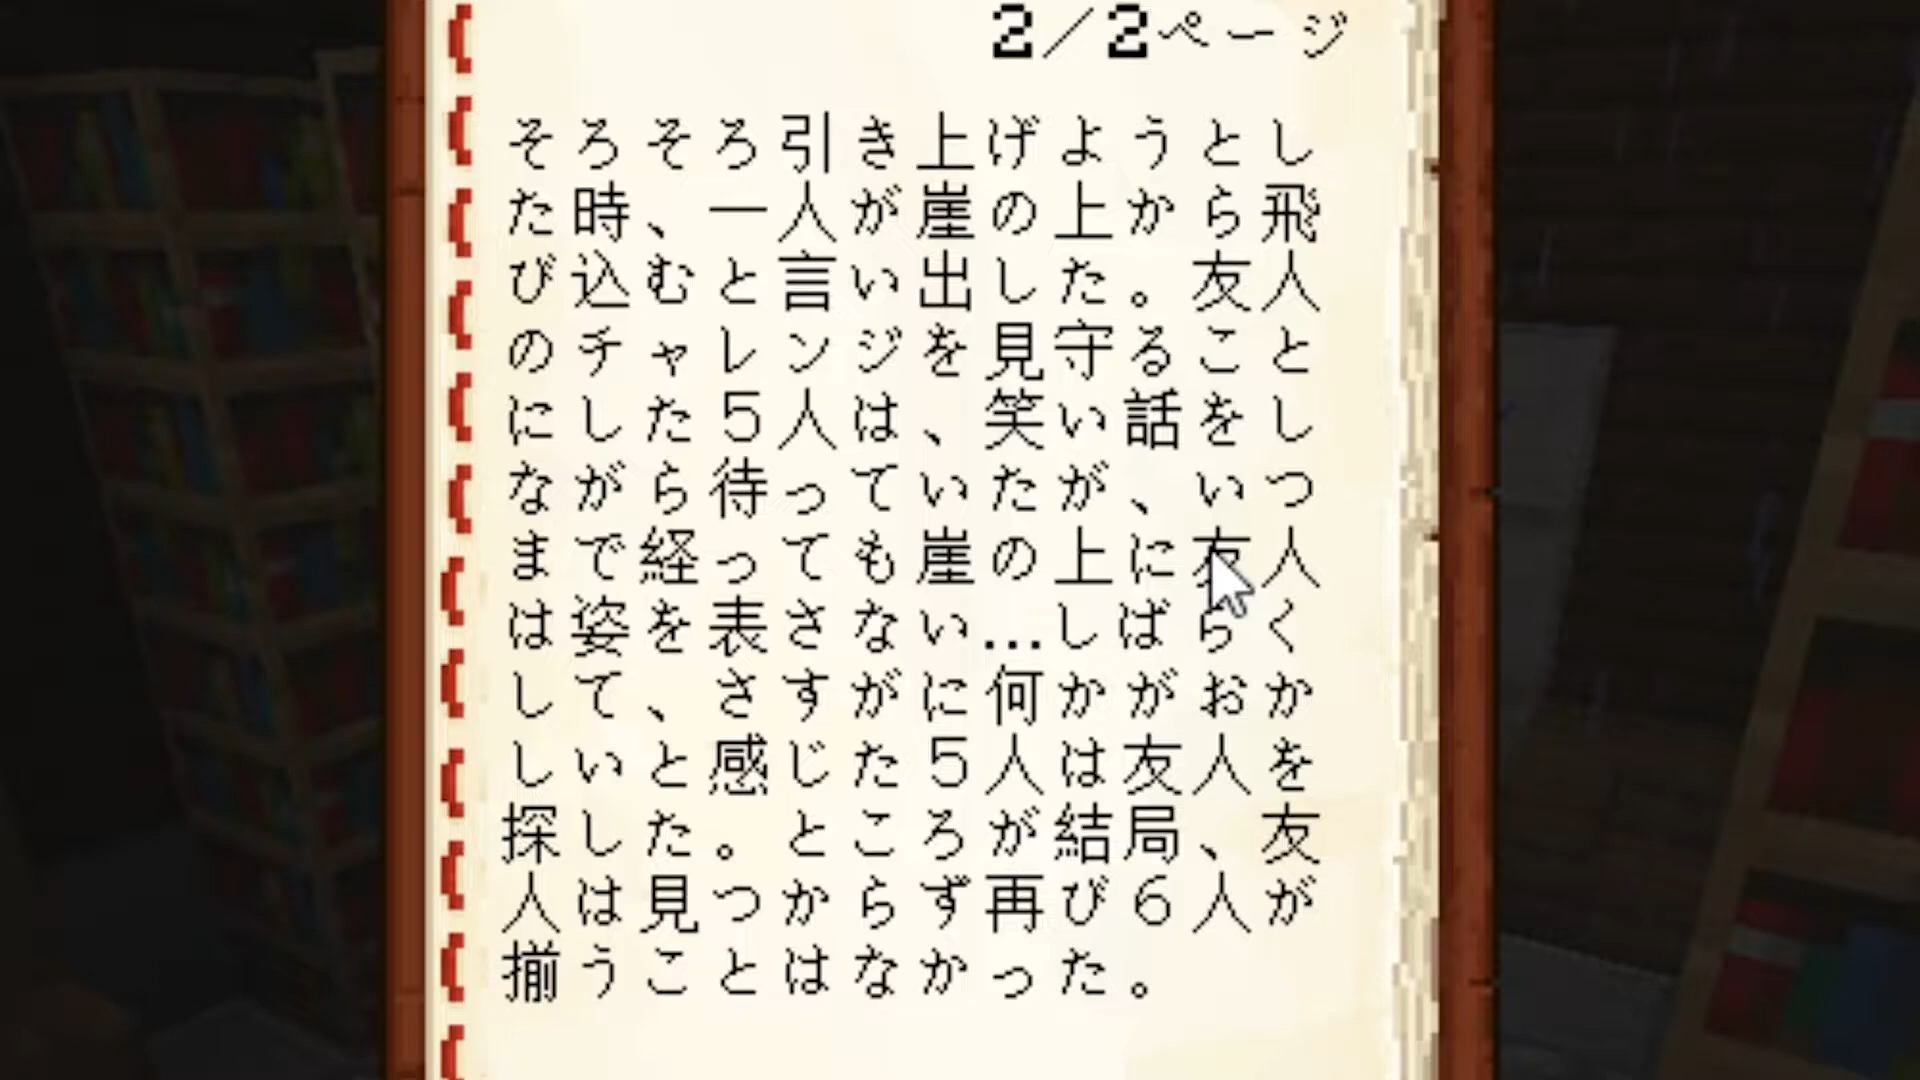 2／2ページ
そろそろ引き上げようとし
た時、一人が崖の上から飛
び込むと言い出した。友人
のチャレンジを見守ること
にした５人は、笑い話をし
ながら待っていたが、いつ
まで経っても崖の上に友人
は姿を表さない…しばらく
して、さすがに何かがおか
しいと感じた５人は友人を
探した。ところが結局、友
人は見つからず再び６人が
揃うことはなかった。